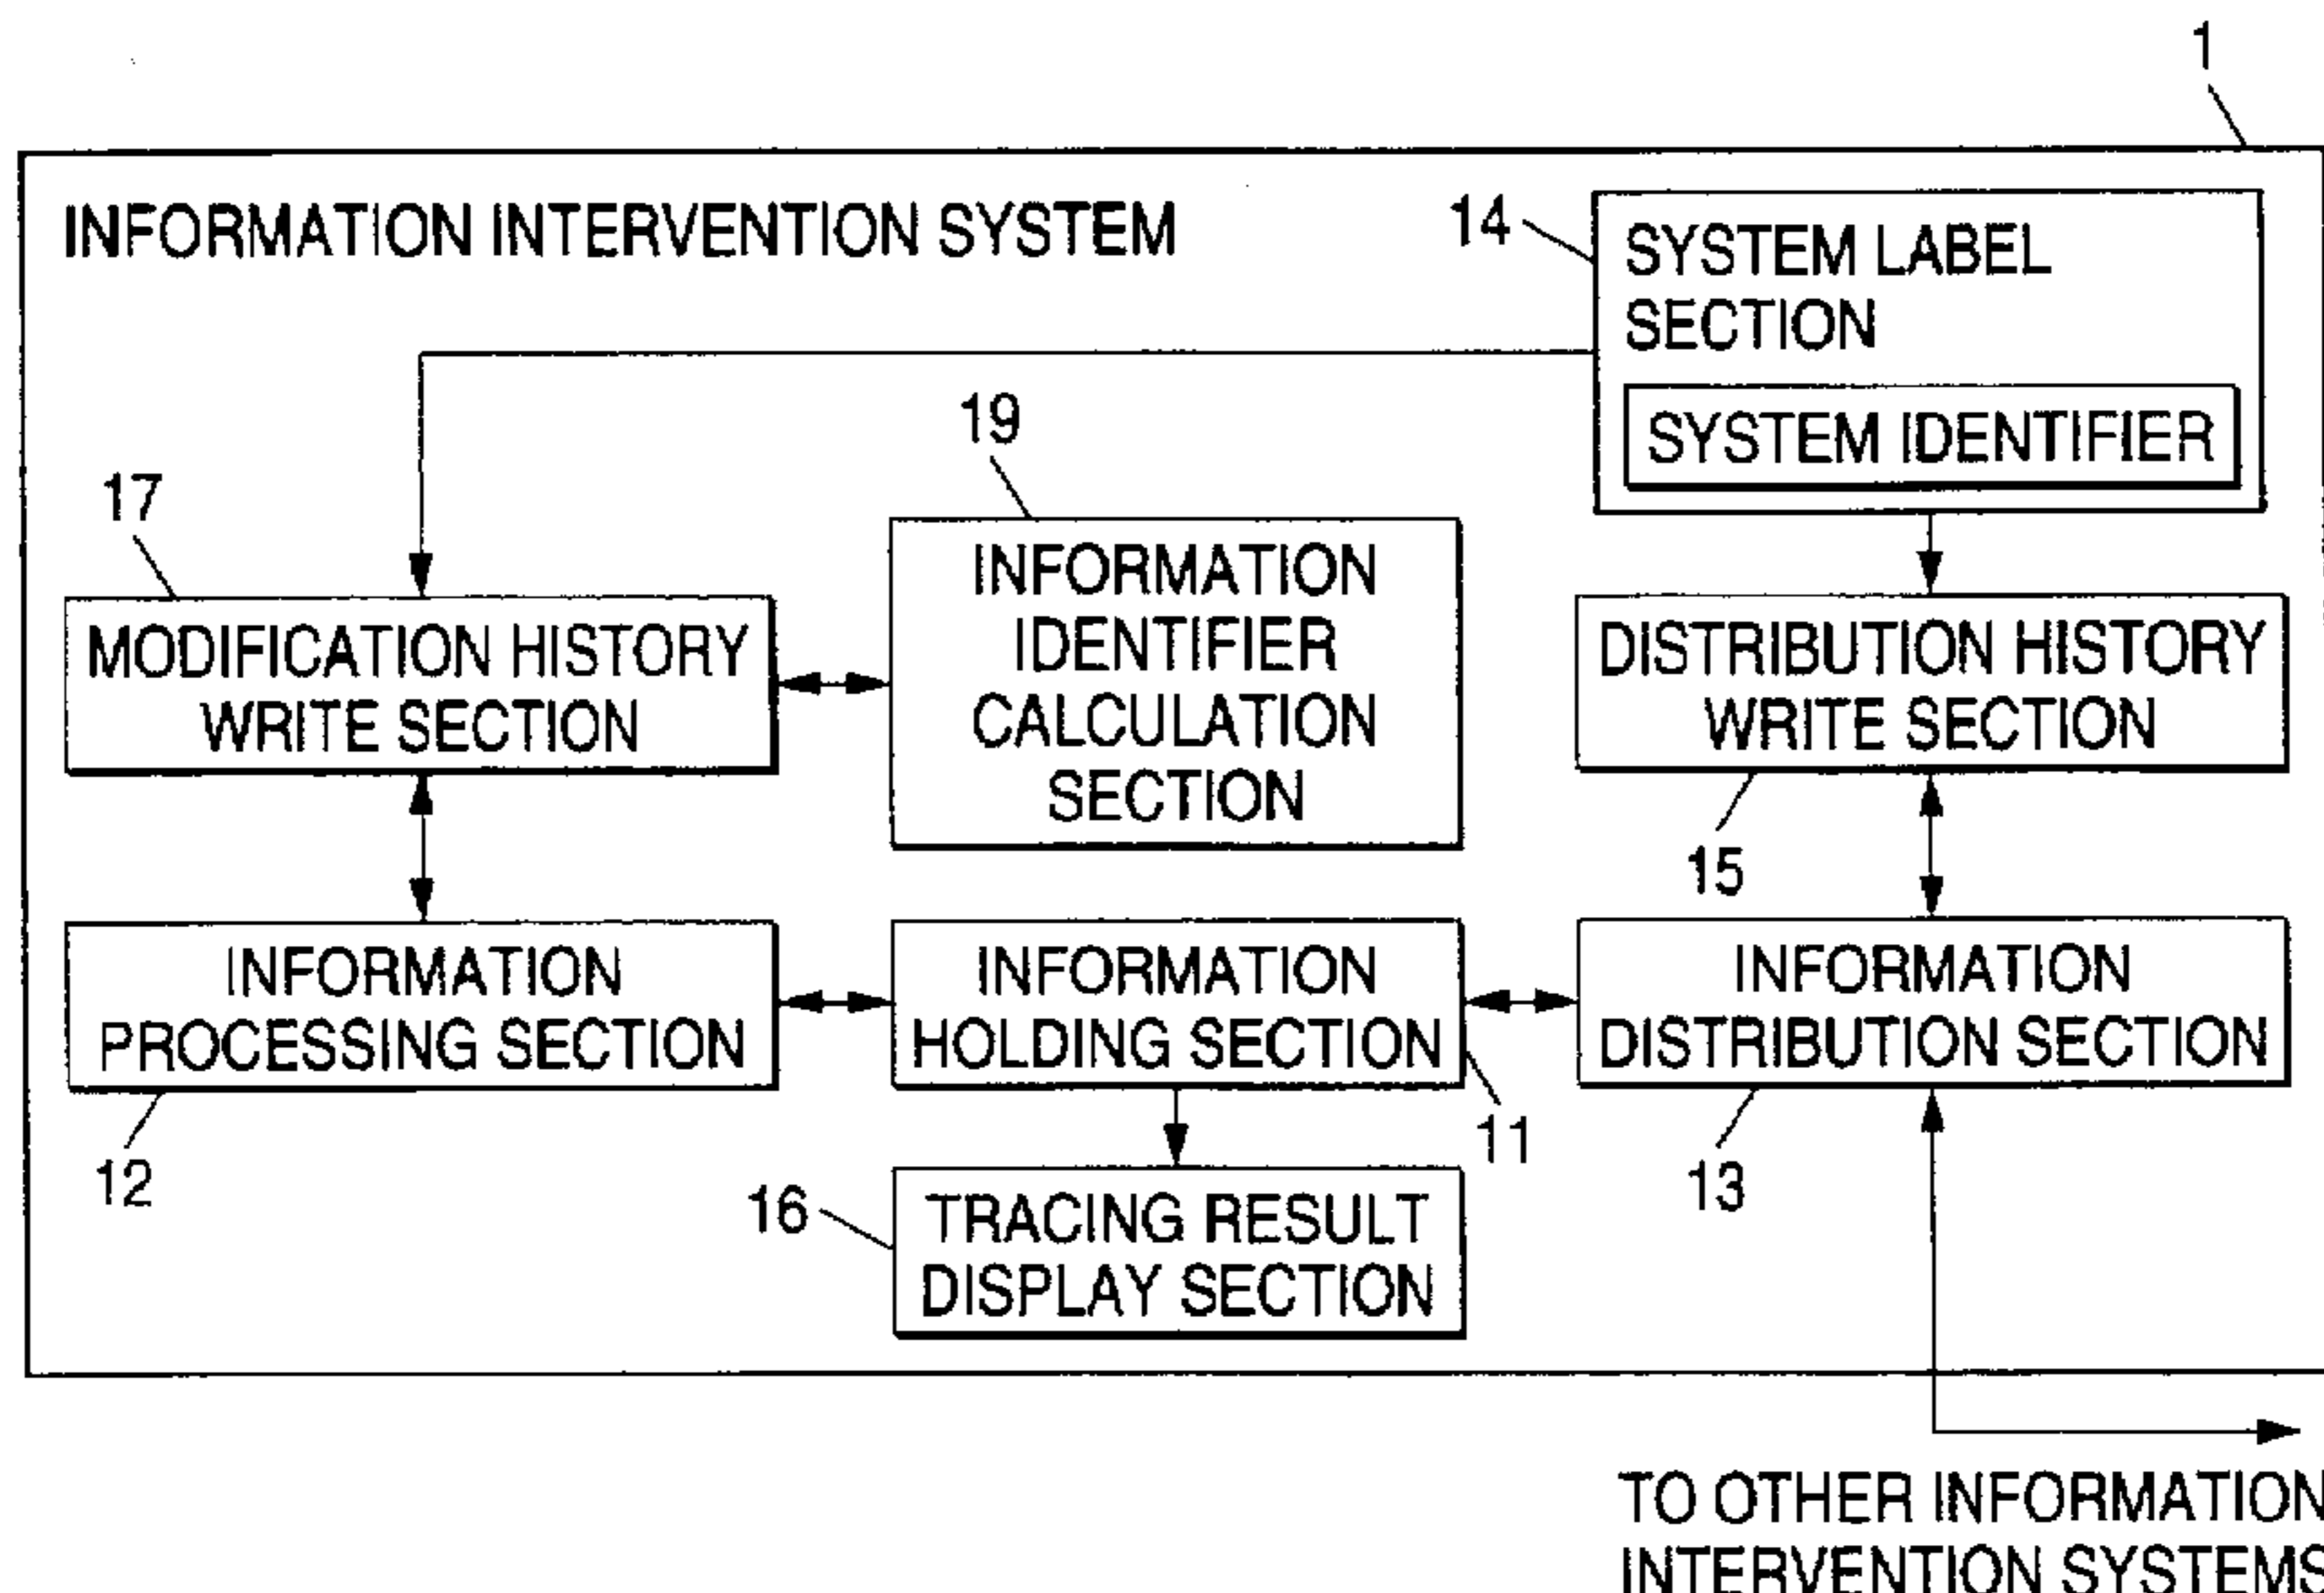 1
INFORMATION INTERVENTION SYSTEM
14
SYSTEM LABEL
SECTION
SYSTEM IDENTIFIER
19
17
INFORMATION
IDENTIFIER
CALCULATION
SECTION
MODIFICATION HISTORY
WRITE SECTION
DISTRIBUTION HISTORY
WRITE SECTION
15
INFORMATION
PROCESSING SECTION
INFORMATION
HOLDING SECTION
INFORMATION
DISTRIBUTION SECTION
12
11
13
16
TRACING RESULT
DISPLAY SECTION
TO OTHER INFORMATION
INTERVENTION SYSTEMS